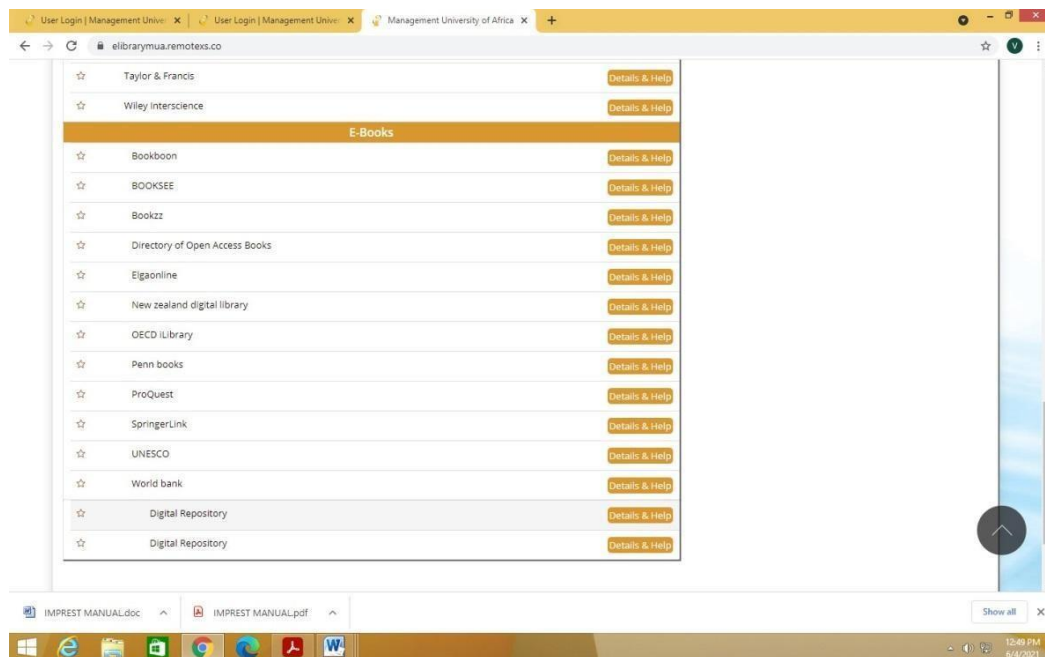 User Login | Management Univer × User Login | Management Univer × Management University of Africa × +
elibrarymua.remotexs.co V
Taylor & Francis Details & Help
Wiley Interscience Details & Help
E-Books
Bookboon Details & Help
BOOKSEE Details & Help
Bookzz Details & Help
Directory of Open Access Books Details & Help
Elgaonline Details & Help
New zealand digital library Details & Help
OECD iLibrary Details & Help
Penn books Details & Help
ProQuest Details & Help
SpringerLink Details & Help
UNESCO Details & Help
World bank Details & Help
Digital Repository Details & Help
Digital Repository Details & Help
IMPREST MANUAL.doc IMPREST MANUAL.pdf Show all ×
12:49 PM
6/4/2021